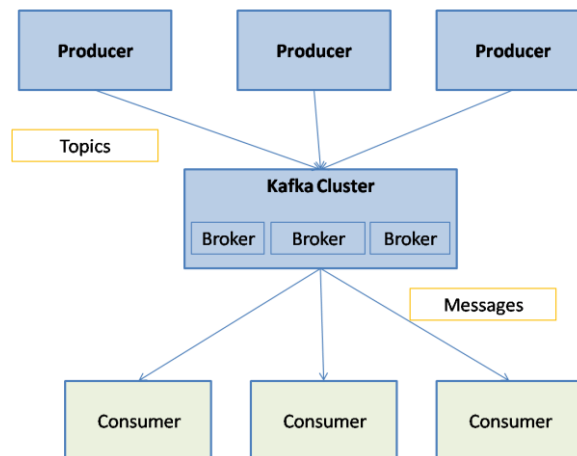 Producer
Producer
Producer
Topics
Kafka Cluster
Broker
Broker
Broker
Messages
Consumer
Consumer
Consumer